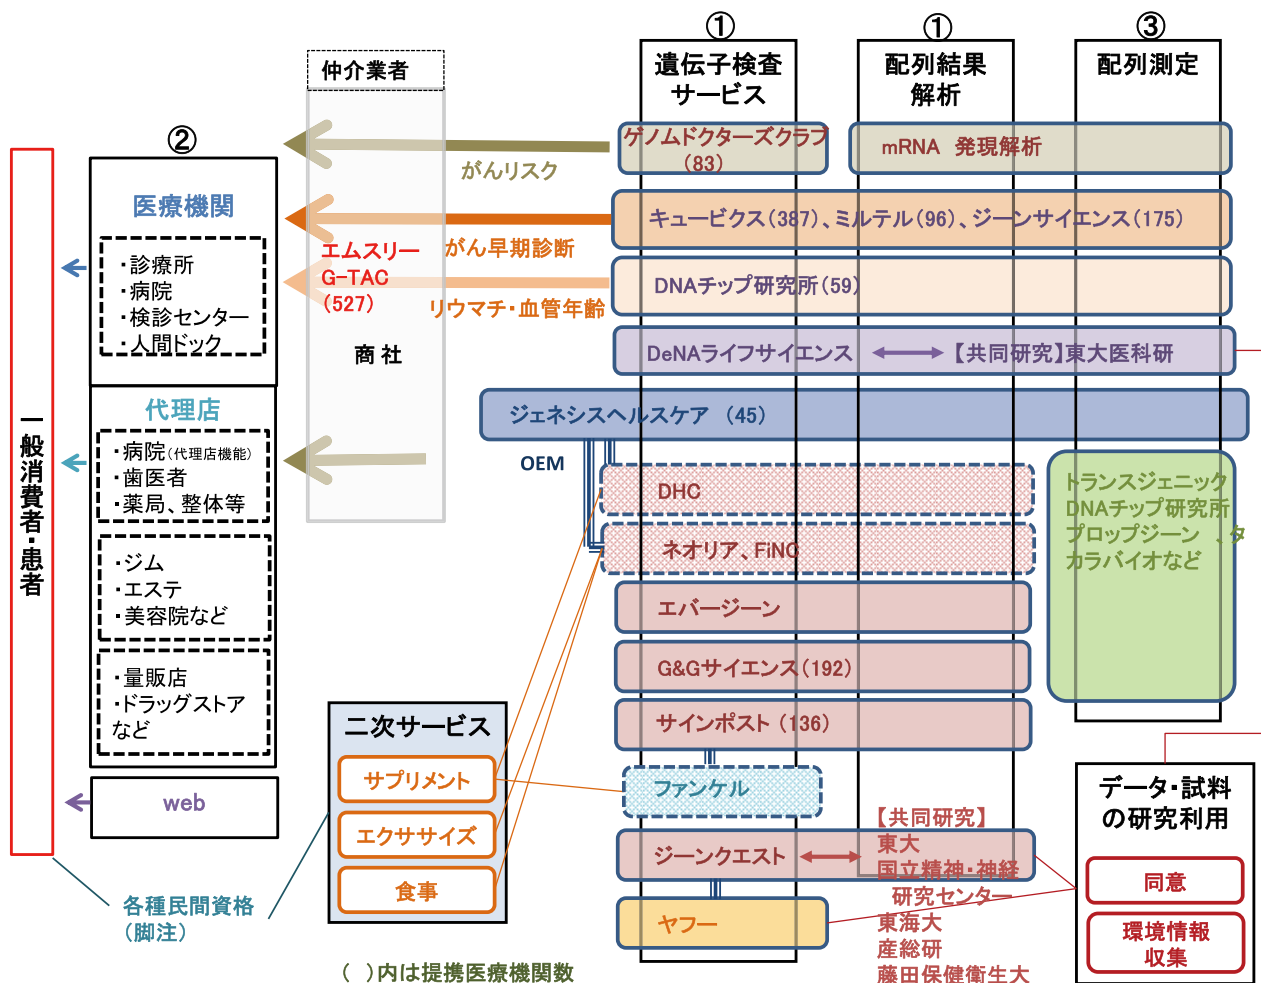 ①
①
③
仲介業者
遺伝子検査
サービス
配列結果
解析
配列測定
②
ゲノムドクターズクラブ
(83)
mRNA 発現解析
がんリスク
医療機関
キュービクス(387)、ミルテル(96)、ジーンサイエンス(175)
がん早期診断
エムスリー
G-TAC
(527)
・診療所
・病院
・検診センター
・人間ドック
DNAチップ研究所(59)
リウマチ・血管年齢
商社
DeNAライフサイエンス
【共同研究】東大医科研
代理店
ジェネシスヘルスケア (45)
OEM
・病院(代理店機能)
・歯医者
・薬局、整体等
一般消費者・患者
DHC
トランスジェニック
DNAチップ研究所
プロップジーン 、タ
カラバイオなど
ネオリア、FiNC
・ジム
・エステ
・美容院など
エバージーン
G&Gサイエンス(192)
・量販店
・ドラッグストア
など
サインポスト (136)
二次サービス
サプリメント
エクササイズ
食事
ファンケル
web
データ・試料
の研究利用
同意
環境情報
収集
ジーンクエスト
【共同研究】
東大
国立精神・神経
研究センター
東海大
産総研
藤田保健衛生大
ヤフー
各種民間資格
(脚注)
( )内は提携医療機関数